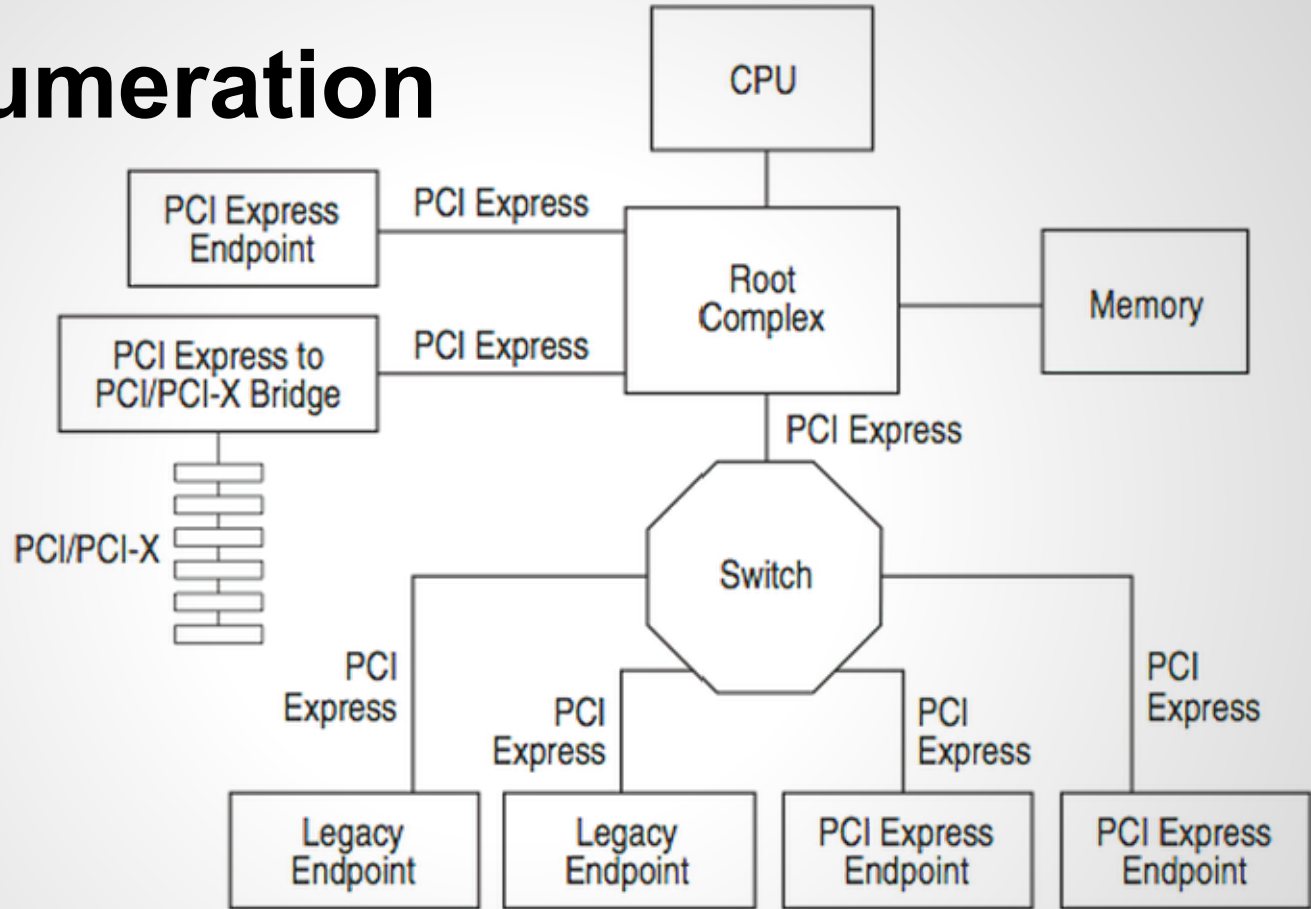 umeration
CPU
PCI Express
Endpoint
PCI Express
Root
Complex
Memory
PCI Express to
PCI/PCI-X Bridge
PCI Express
PCI Express
PCI/PCI-X
Switch
PCI
Express
PCI
Express
PCI
Express
PCI
Express
Legacy
Endpoint
Legacy
Endpoint
PCI Express
Endpoint
PCI Express
Endpoint